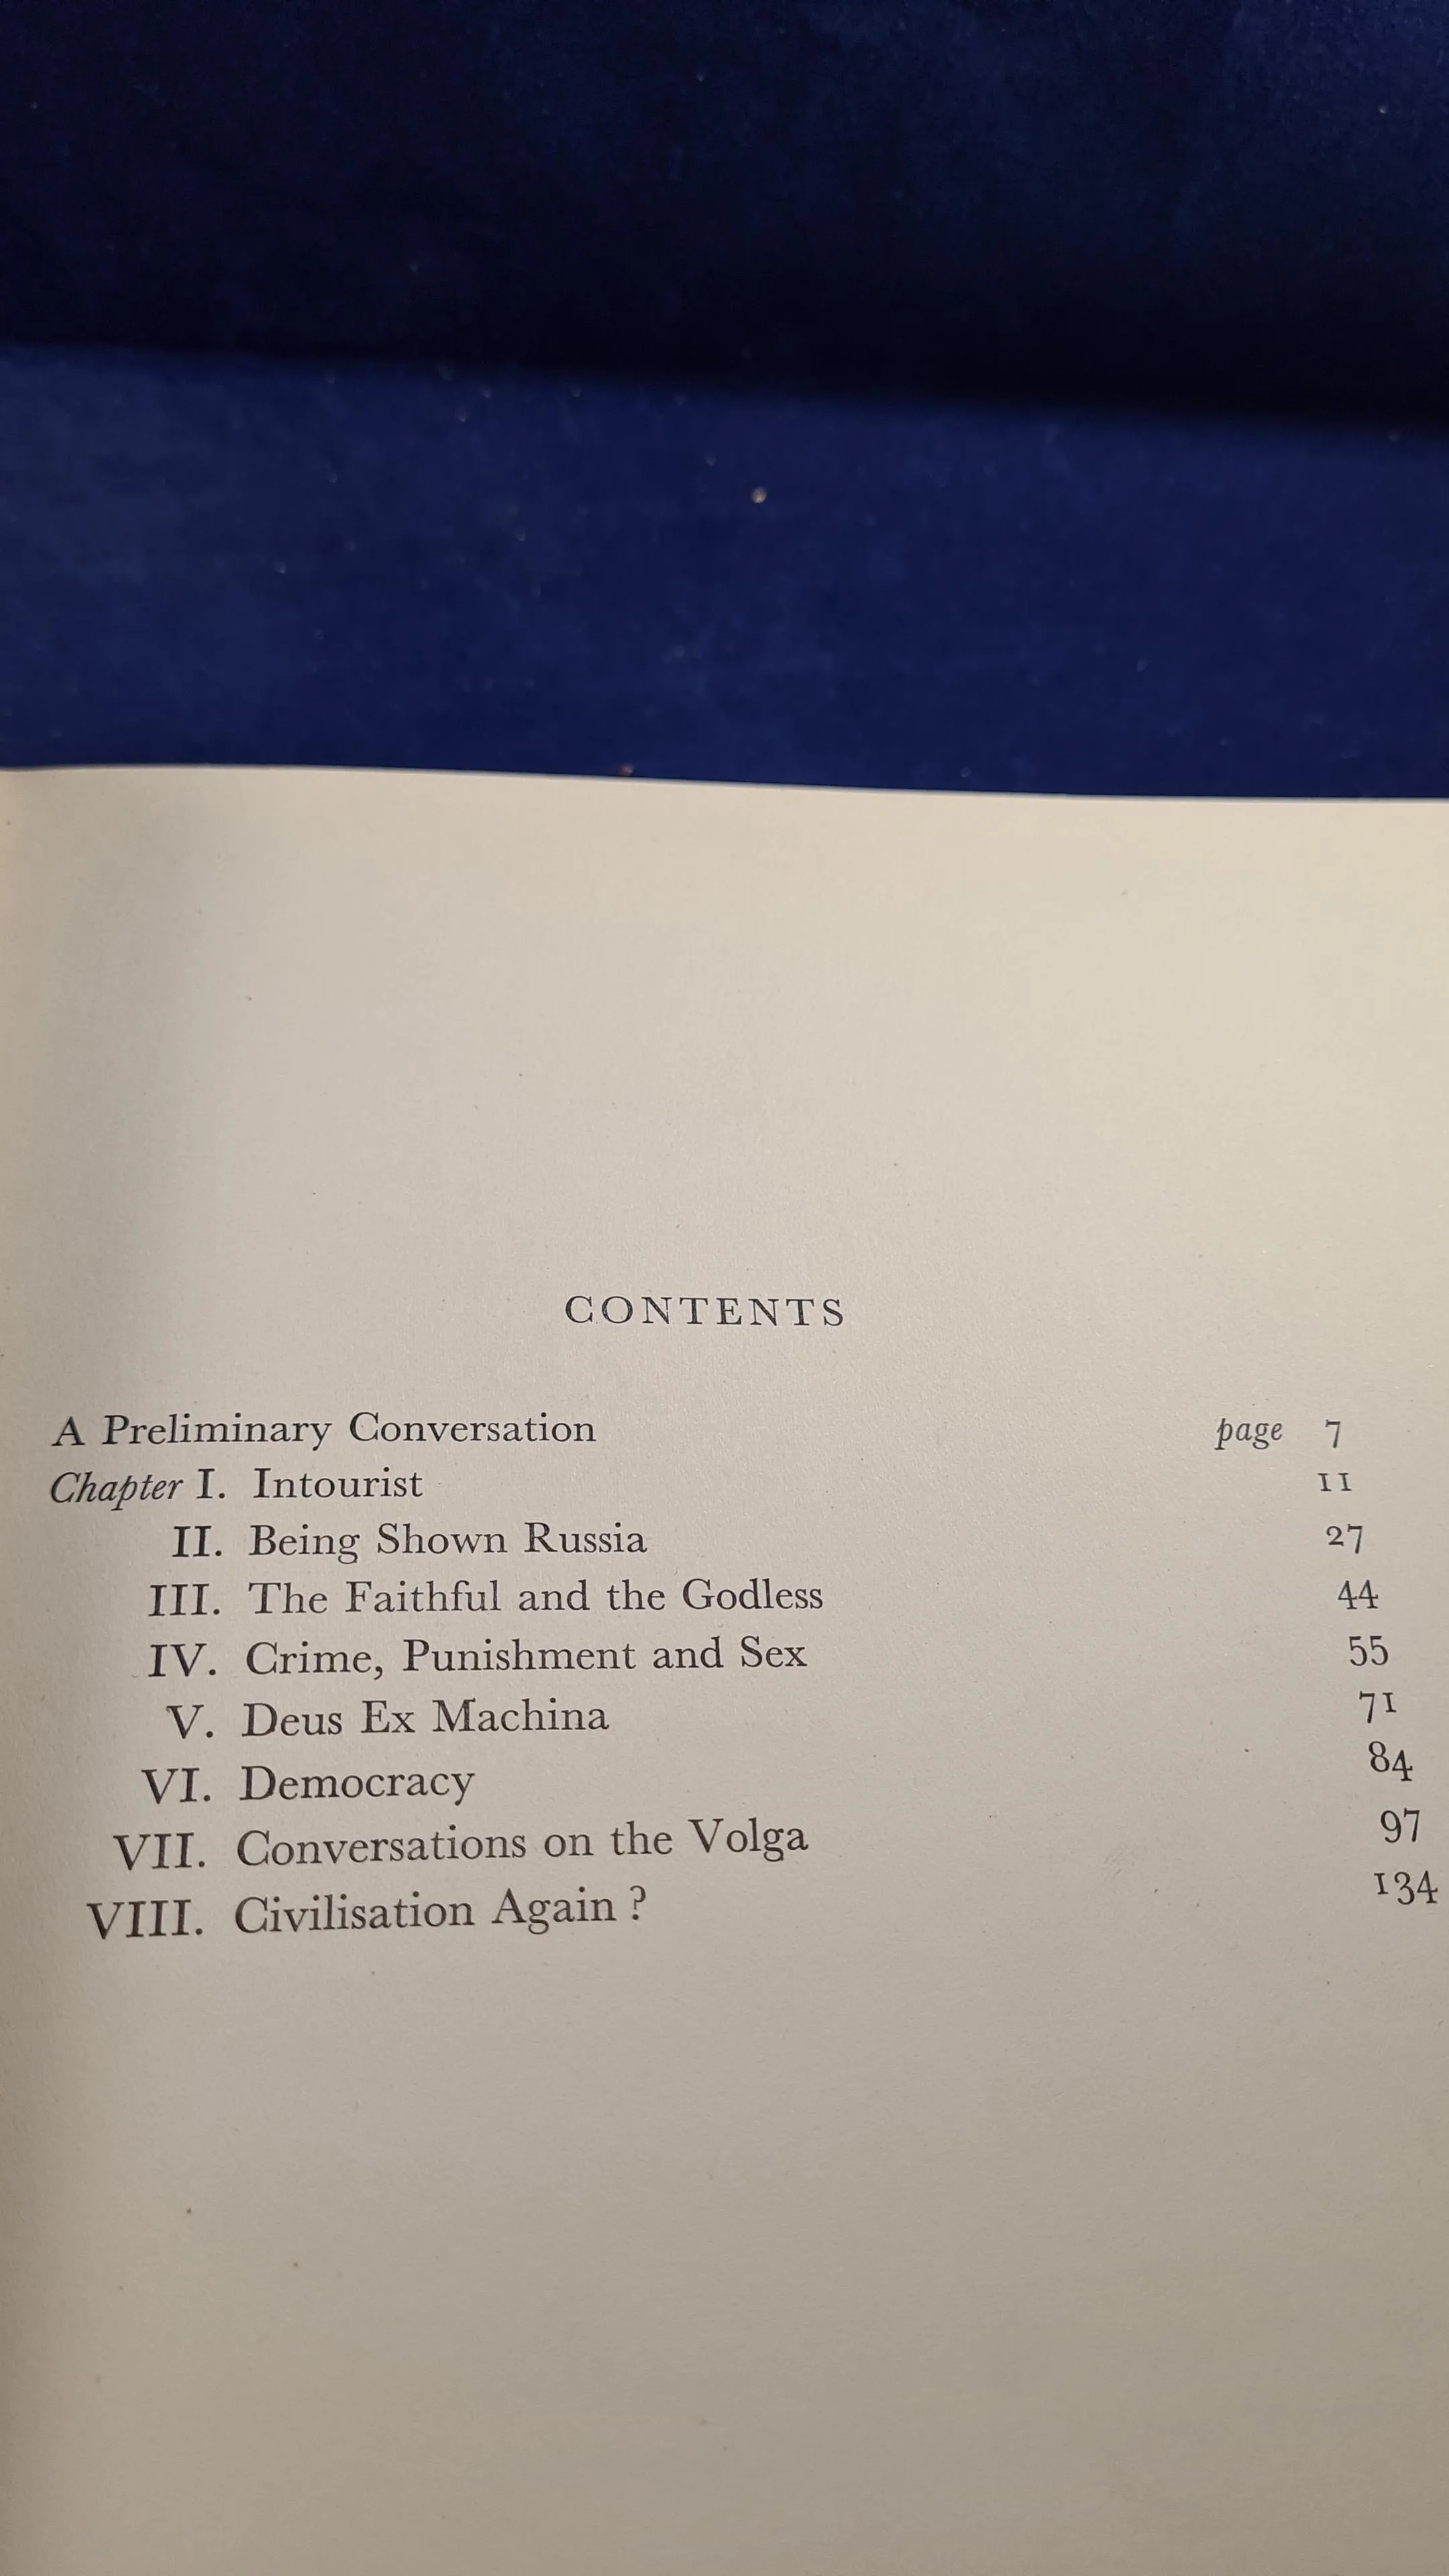 CONTENTS
A Preliminary Conversation page 7
Chapter I. Intourist 11
II. Being Shown Russia 27
III. The Faithful and the Godless 44
IV. Crime, Punishment and Sex 55
V. Deus Ex Machina 71
VI. Democracy 84
VII. Conversations on the Volga 97
VIII. Civilisation Again ? 134